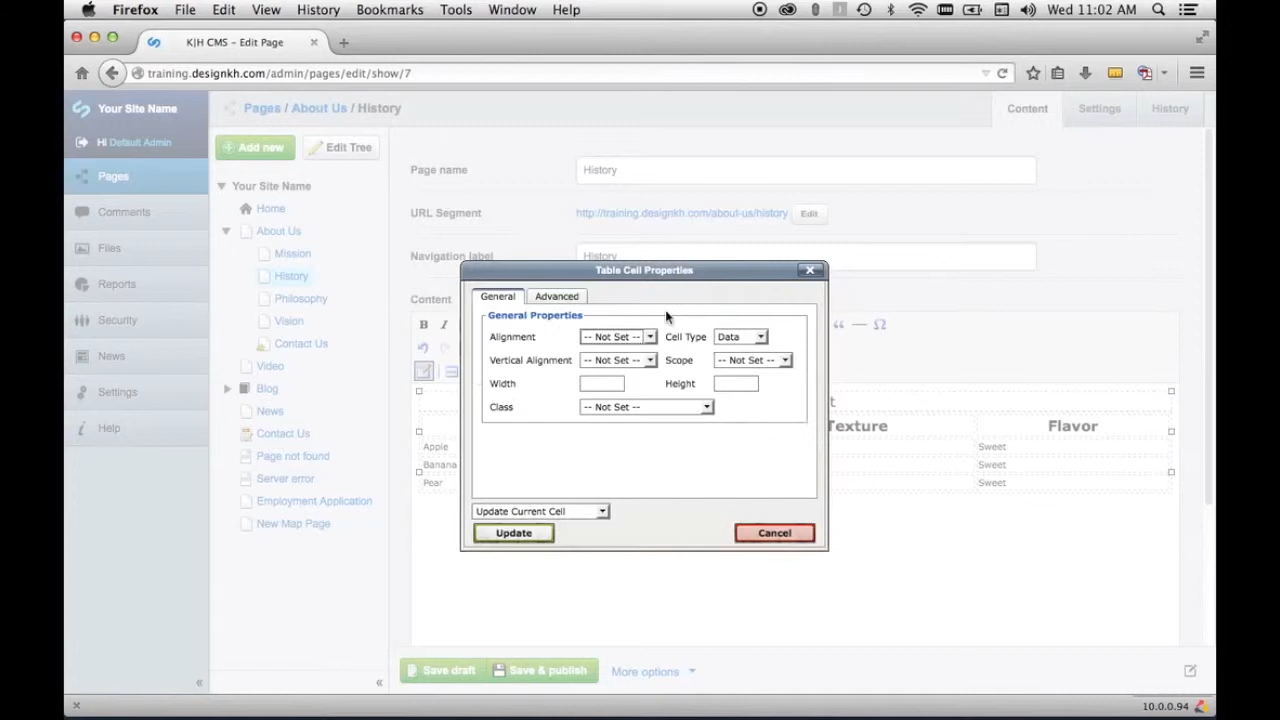 Firefox File Edit View History Bookmarks Tools Window Help Wed 11:02 AM
K|H CMS – Edit Page
training.designkh.com/admin/pages/edit/show/7
Your Site Name
Pages / About Us / History
Content Settings History
Hi Default Admin
Add new Edit Tree
Pages
Comments
Files
Reports
Security
News
Settings
Help
Your Site Name
Home
About Us
Mission
History
Philosophy
Vision
Contact Us
Video
Blog
News
Contact Us
Page not found
Server error
Employment Application
New Map Page
Page name History
URL Segment http://training.designkh.com/about-us/history Edit
Navigation label History
Content
B I
Table Cell Properties
General Advanced
General Properties
Alignment -- Not Set -- Cell Type Data
Vertical Alignment -- Not Set -- Scope -- Not Set --
Width Height
Class -- Not Set --
Update Current Cell
Update Cancel
Texture Flavor
Apple Sweet
Banana Sweet
Pear Sweet
Save draft Save & publish More options
10.0.0.94